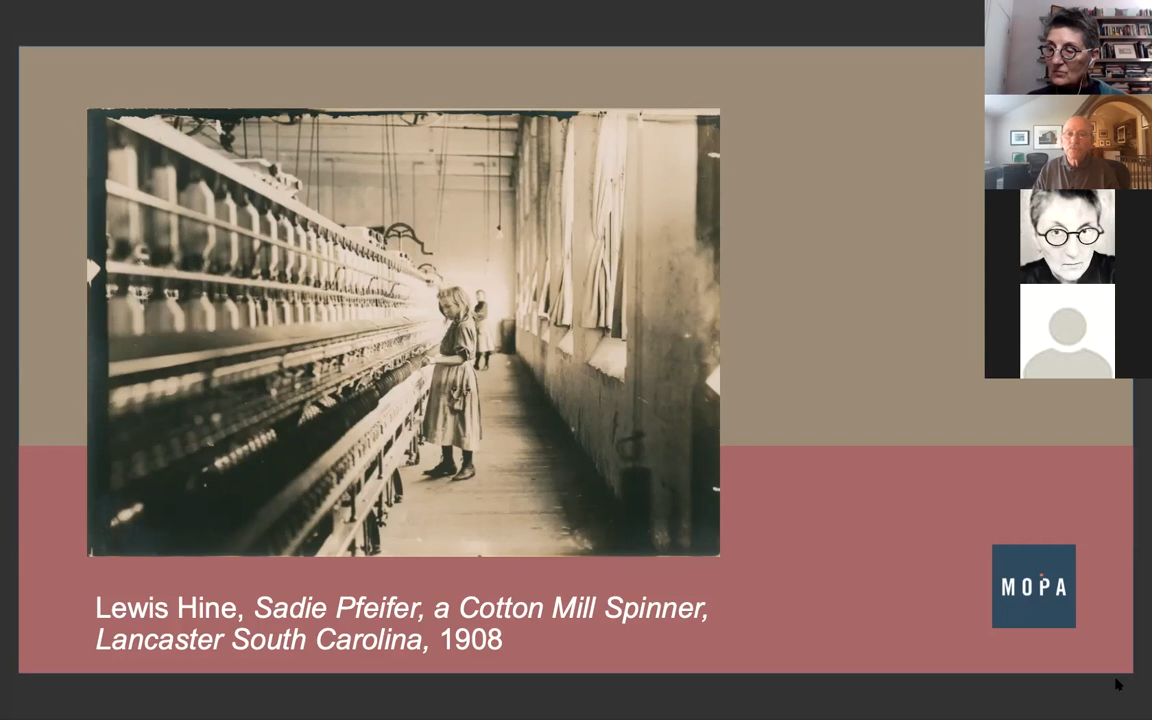 Lewis Hine, Sadie Pfeifer, a Cotton Mill Spinner,
Lancaster South Carolina, 1908
MOPA